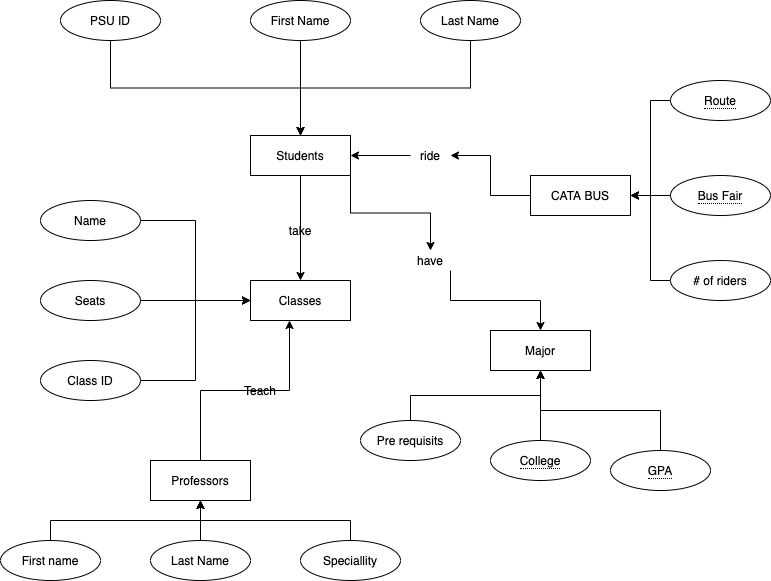 PSU ID
First Name
Last Name
Route
Students
ride
CATA BUS
Bus Fair
Name
take
have
# of riders
Seats
Classes
Major
Class ID
Teach
Pre requisits
College
GPA
Professors
First name
Last Name
Speciallity